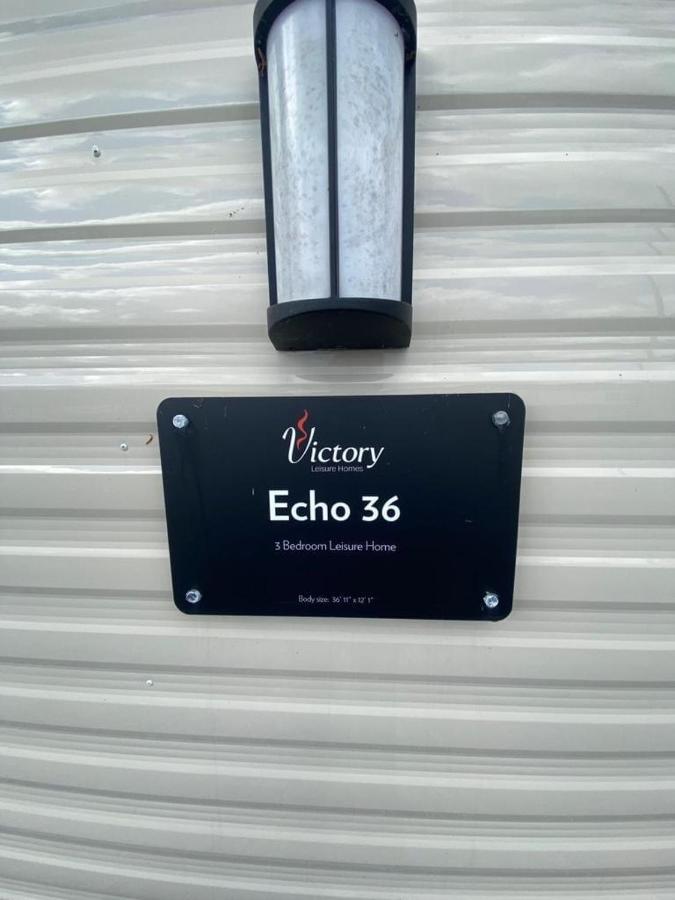 Victory
Leisure Homes
Echo 36
3 Bedroom Leisure Home
Body size: 36' 11" x 12' 1"